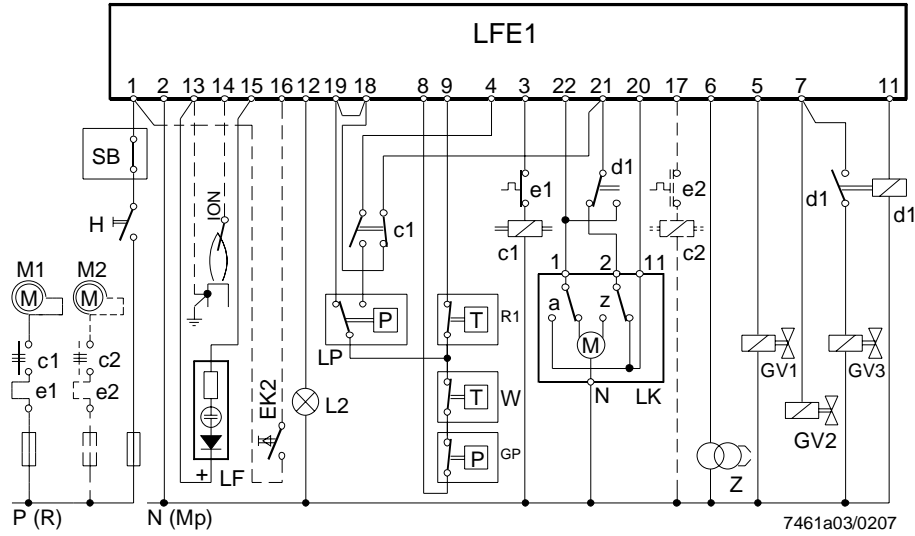 LFE1
1 2 13 14 15 16 12 19 18 8 9 4 3 22 21 20 17 6 5 7 11
SB
H
ION
M1 M2
M M
c1 c2
e1 e2
EK2
+ LF
L2
c1
P
LP
T R1
T W
P GP
e1
c1
d1
1 2 11
a z
M
N LK
e2
c2
Z
GV1
GV2
d1
d1
GV3
P (R) N (Mp)
7461a03/0207